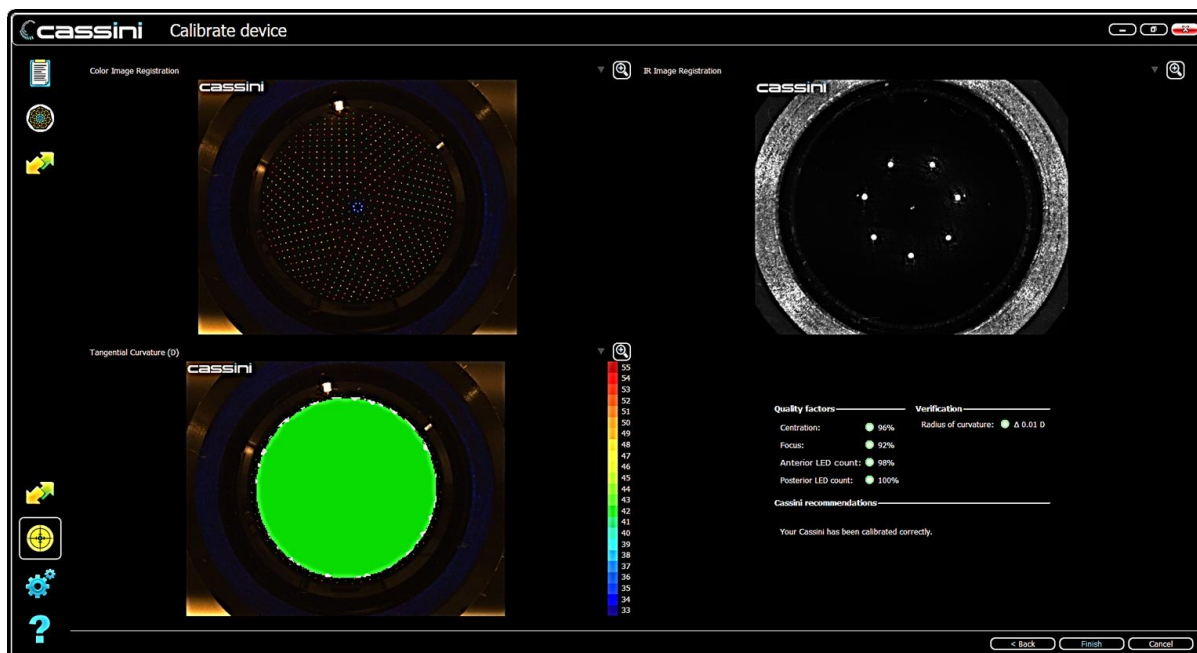 cassini Calibrate device
Color Image Registration
cassini
IR Image Registration
cassini
Tangential Curvature (D)
cassini
55
54
53
52
51
50
49
48
47
46
45
44
43
42
41
40
39
38
37
36
35
34
33
Quality factors
Centration: 96%
Focus: 92%
Anterior LED count: 98%
Posterior LED count: 100%
Verification
Radius of curvature: Δ 0.01 D
Cassini recommendations
Your Cassini has been calibrated correctly.
?
< Back Finish Cancel